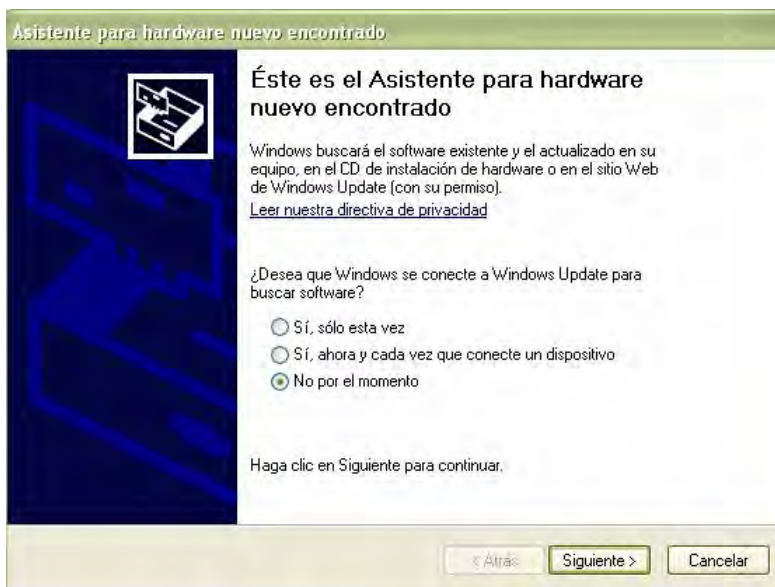 Asistente para hardware nuevo encontrado
Éste es el Asistente para hardware
nuevo encontrado
Windows buscará el software existente y el actualizado en su
equipo, en el CD de instalación de hardware o en el sitio Web
de Windows Update (con su permiso).
Leer nuestra directiva de privacidad
¿Desea que Windows se conecte a Windows Update para
buscar software?
Sí, sólo esta vez
Sí, ahora y cada vez que conecte un dispositivo
No por el momento
Haga clic en Siguiente para continuar.
< Atrás Siguiente > Cancelar